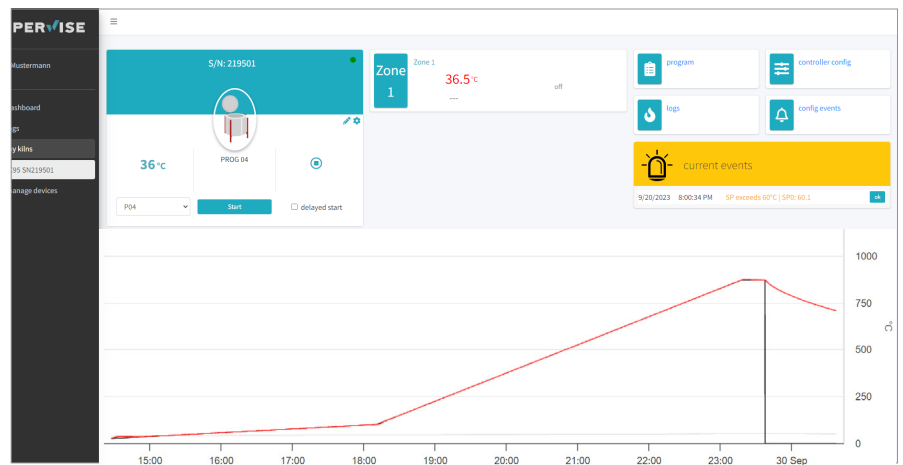 PERWISE
Mustermann
ashboard
gs
y kilns
95 SN219501
anage devices
S/N: 219501
36°C
PROG 04
P04
Start
delayed start
Zone 1
Zone 1
36.5°C
---
off
program
controller config
logs
config events
current events
9/20/2023 8:00:34 PM SP exceeds 60°C | SP0: 60.1 ok
1000
750
500
250
0
°C
15:00 16:00 17:00 18:00 19:00 20:00 21:00 22:00 23:00 30 Sep